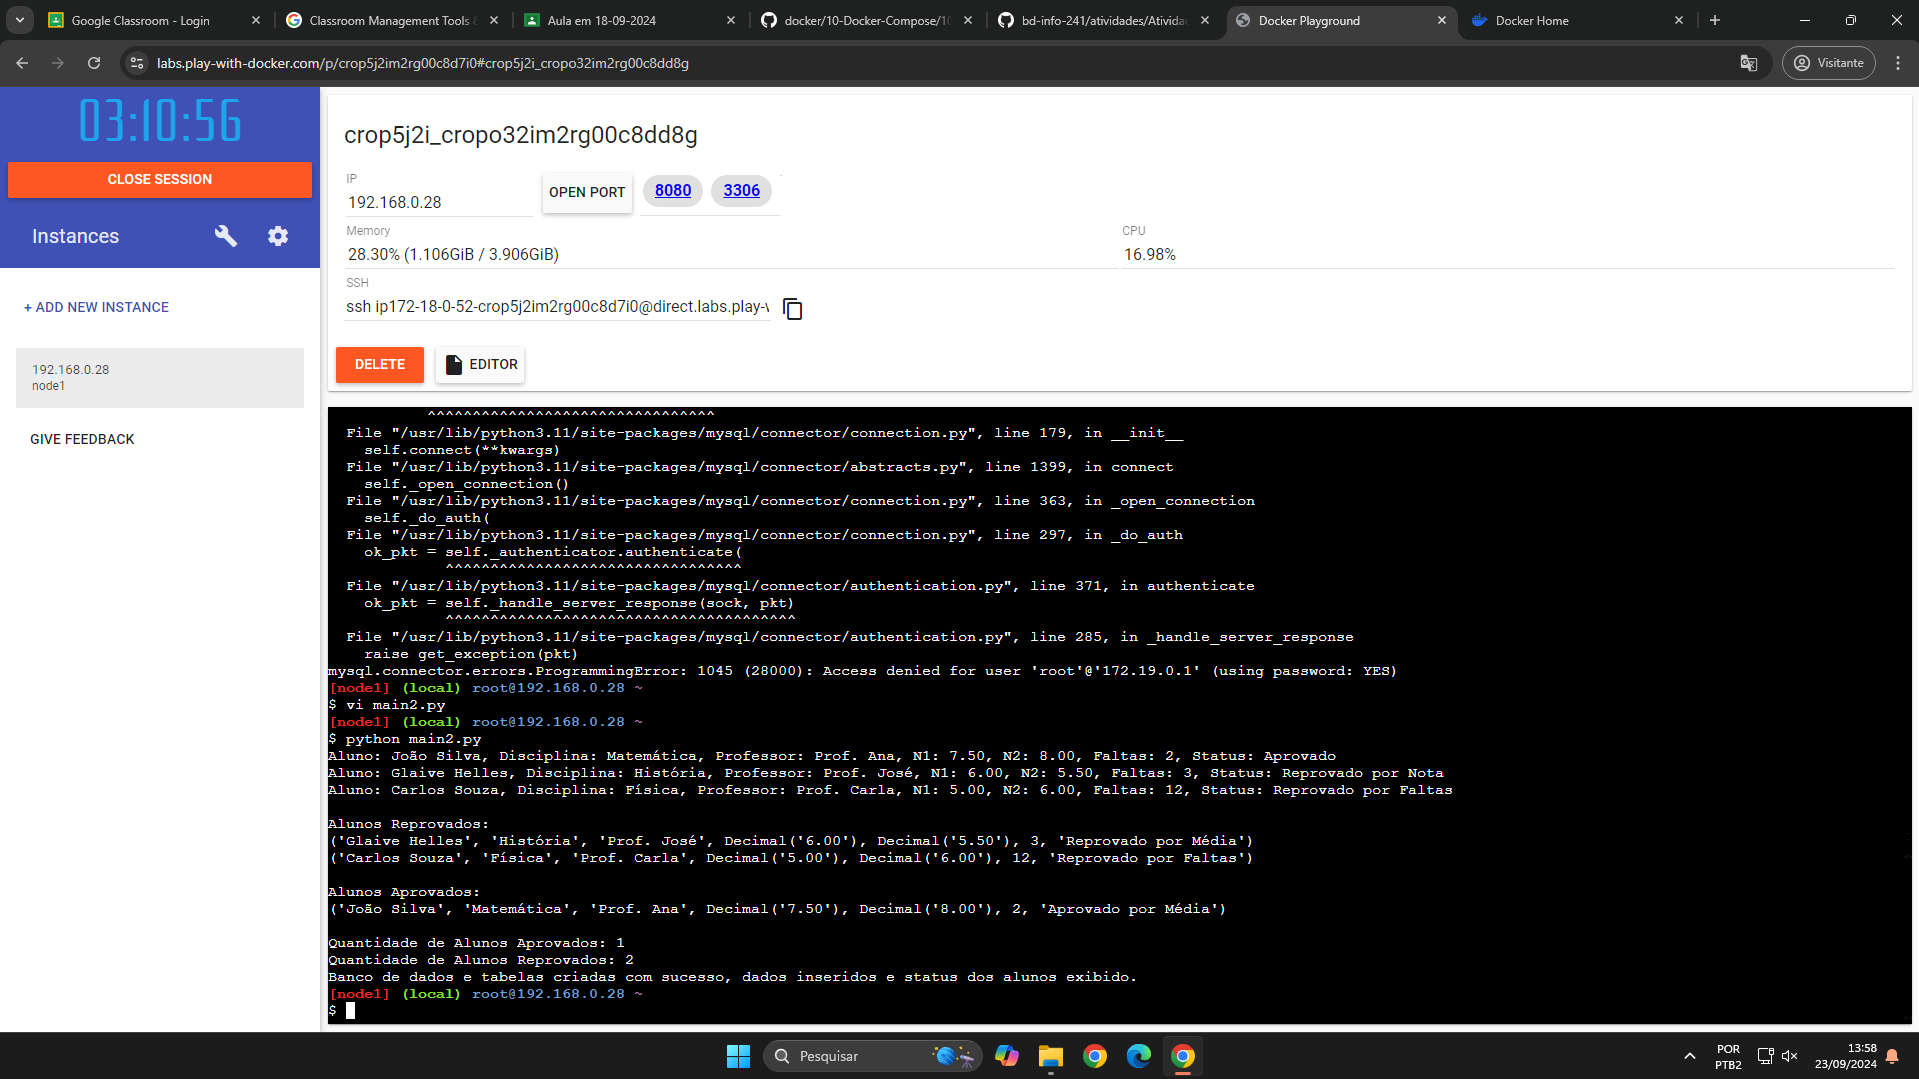 Google Classroom - Login
Classroom Management Tools &
Aula em 18-09-2024
docker/10-Docker-Compose/10
bd-info-241/atividades/Ativida
Docker Playground
Docker Home
labs.play-with-docker.com/p/crop5j2im2rg00c8d7i0#crop5j2i_cropo32im2rg00c8dd8g
Visitante
03:10:56
CLOSE SESSION
Instances
+ ADD NEW INSTANCE
192.168.0.28
node1
GIVE FEEDBACK
crop5j2i_cropo32im2rg00c8dd8g
IP
192.168.0.28
OPEN PORT
8080
3306
Memory
28.30% (1.106GiB / 3.906GiB)
CPU
16.98%
SSH
ssh ip172-18-0-52-crop5j2im2rg00c8d7i0@direct.labs.play-w
DELETE
EDITOR
^^^^^^^^^^^^^^^^^^^^^^^^^^^^^^^^
File "/usr/lib/python3.11/site-packages/mysql/connector/connection.py", line 179, in __init__
self.connect(**kwargs)
File "/usr/lib/python3.11/site-packages/mysql/connector/abstracts.py", line 1399, in connect
self._open_connection()
File "/usr/lib/python3.11/site-packages/mysql/connector/connection.py", line 363, in _open_connection
self._do_auth(
File "/usr/lib/python3.11/site-packages/mysql/connector/connection.py", line 297, in _do_auth
ok_pkt = self._authenticator.authenticate(
^^^^^^^^^^^^^^^^^^^^^^^^^^^^^^^^^
File "/usr/lib/python3.11/site-packages/mysql/connector/authentication.py", line 371, in authenticate
ok_pkt = self._handle_server_response(sock, pkt)
^^^^^^^^^^^^^^^^^^^^^^^^^^^^^^^^^^^^^^^
File "/usr/lib/python3.11/site-packages/mysql/connector/authentication.py", line 285, in _handle_server_response
raise get_exception(pkt)
mysql.connector.errors.ProgrammingError: 1045 (28000): Access denied for user 'root'@'172.19.0.1' (using password: YES)
[node1] (local) root@192.168.0.28 ~
$ vi main2.py
[node1] (local) root@192.168.0.28 ~
$ python main2.py
Aluno: João Silva, Disciplina: Matemática, Professor: Prof. Ana, N1: 7.50, N2: 8.00, Faltas: 2, Status: Aprovado
Aluno: Glaive Helles, Disciplina: História, Professor: Prof. José, N1: 6.00, N2: 5.50, Faltas: 3, Status: Reprovado por Nota
Aluno: Carlos Souza, Disciplina: Física, Professor: Prof. Carla, N1: 5.00, N2: 6.00, Faltas: 12, Status: Reprovado por Faltas
Alunos Reprovados:
('Glaive Helles', 'História', 'Prof. José', Decimal('6.00'), Decimal('5.50'), 3, 'Reprovado por Média')
('Carlos Souza', 'Física', 'Prof. Carla', Decimal('5.00'), Decimal('6.00'), 12, 'Reprovado por Faltas')
Alunos Aprovados:
('João Silva', 'Matemática', 'Prof. Ana', Decimal('7.50'), Decimal('8.00'), 2, 'Aprovado por Média')
Quantidade de Alunos Aprovados: 1
Quantidade de Alunos Reprovados: 2
Banco de dados e tabelas criadas com sucesso, dados inseridos e status dos alunos exibido.
[node1] (local) root@192.168.0.28 ~
$
Pesquisar
POR
PTB2
13:58
23/09/2024